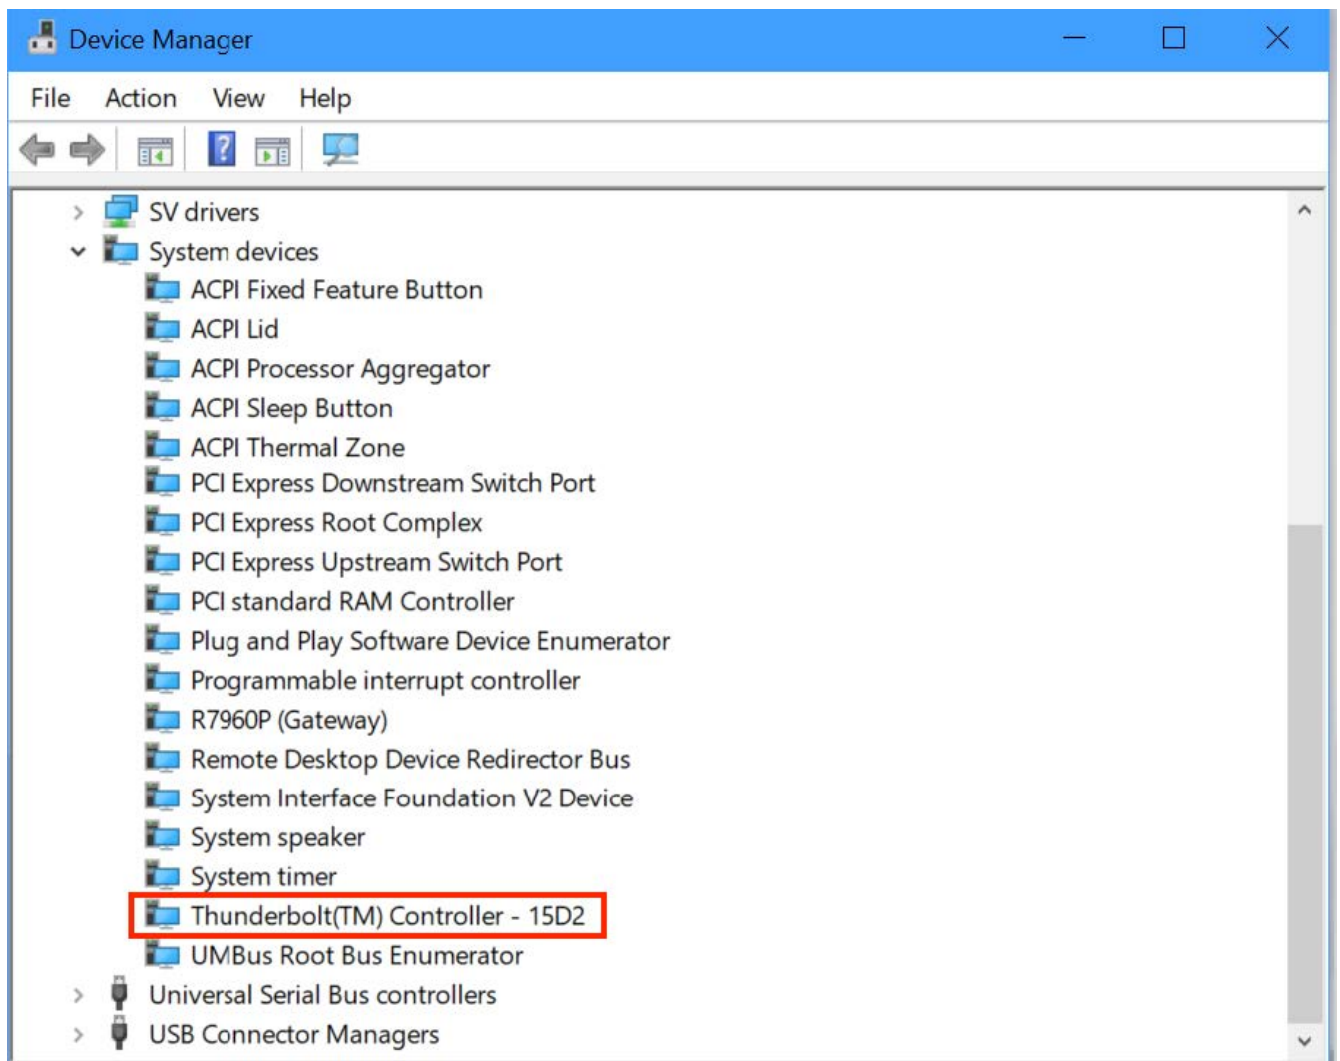 Device Manager
File Action View Help
SV drivers
System devices
ACPI Fixed Feature Button
ACPI Lid
ACPI Processor Aggregator
ACPI Sleep Button
ACPI Thermal Zone
PCI Express Downstream Switch Port
PCI Express Root Complex
PCI Express Upstream Switch Port
PCI standard RAM Controller
Plug and Play Software Device Enumerator
Programmable interrupt controller
R7960P (Gateway)
Remote Desktop Device Redirector Bus
System Interface Foundation V2 Device
System speaker
System timer
Thunderbolt(TM) Controller - 15D2
UMBus Root Bus Enumerator
Universal Serial Bus controllers
USB Connector Managers